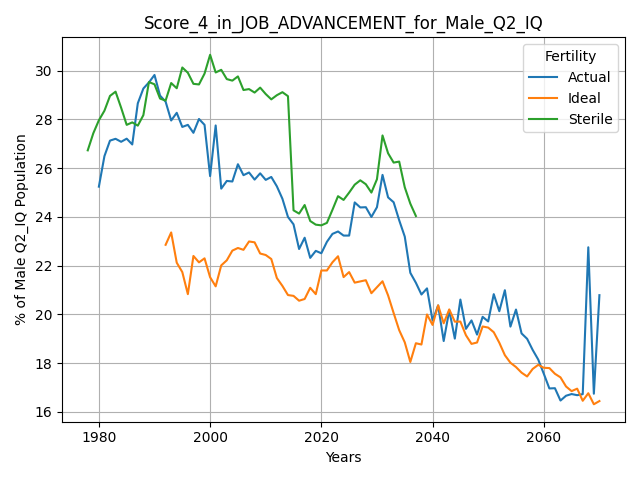 Score_4_in_JOB_ADVANCEMENT_for_Male_Q2_IQ
Fertility
Actual
Ideal
Sterile
% of Male Q2_IQ Population
30
28
26
24
22
20
18
16
1980
2000
2020
2040
2060
Years